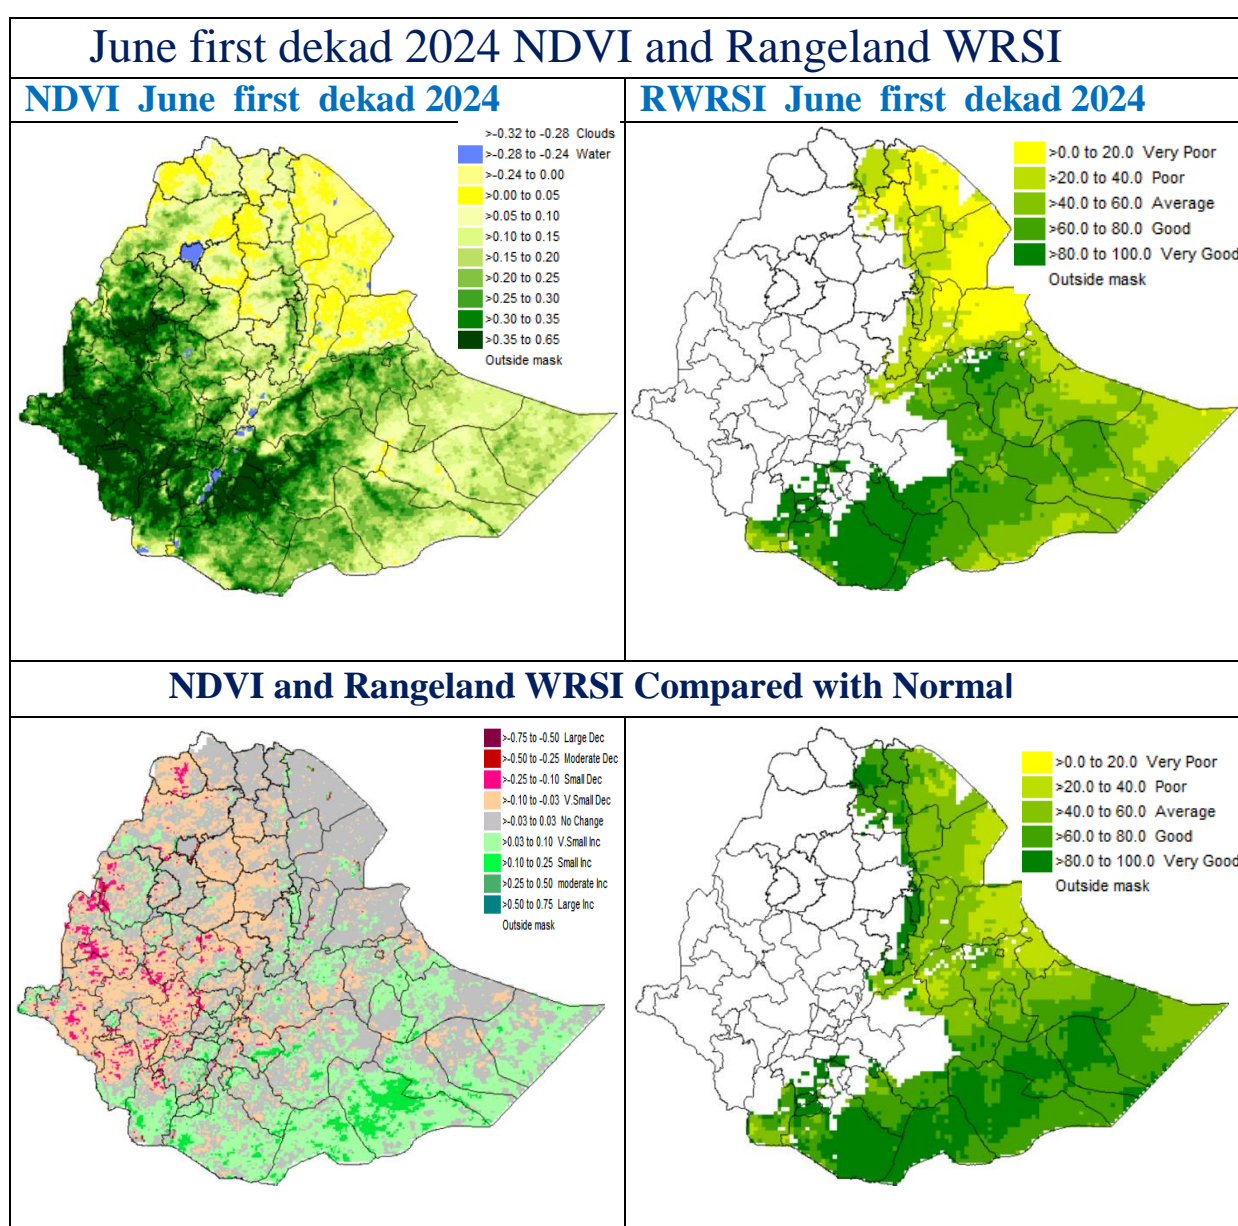 June first dekad 2024 NDVI and Rangeland WRSI
NDVI June first dekad 2024
RWRSI June first dekad 2024
>-0.32 to -0.28 Clouds
>-0.28 to -0.24 Water
>-0.24 to 0.00
>0.00 to 0.05
>0.05 to 0.10
>0.10 to 0.15
>0.15 to 0.20
>0.20 to 0.25
>0.25 to 0.30
>0.30 to 0.35
>0.35 to 0.65
Outside mask
>0.0 to 20.0 Very Poor
>20.0 to 40.0 Poor
>40.0 to 60.0 Average
>60.0 to 80.0 Good
>80.0 to 100.0 Very Good
Outside mask
NDVI and Rangeland WRSI Compared with Normal
>-0.75 to -0.50 Large Dec
>-0.50 to -0.25 Moderate Dec
>-0.25 to -0.10 Small Dec
>-0.10 to -0.03 V.Small Dec
>-0.03 to 0.03 No Change
>0.03 to 0.10 V.Small Inc
>0.10 to 0.25 Small Inc
>0.25 to 0.50 moderate Inc
>0.50 to 0.75 Large Inc
Outside mask
>0.0 to 20.0 Very Poor
>20.0 to 40.0 Poor
>40.0 to 60.0 Average
>60.0 to 80.0 Good
>80.0 to 100.0 Very Good
Outside mask